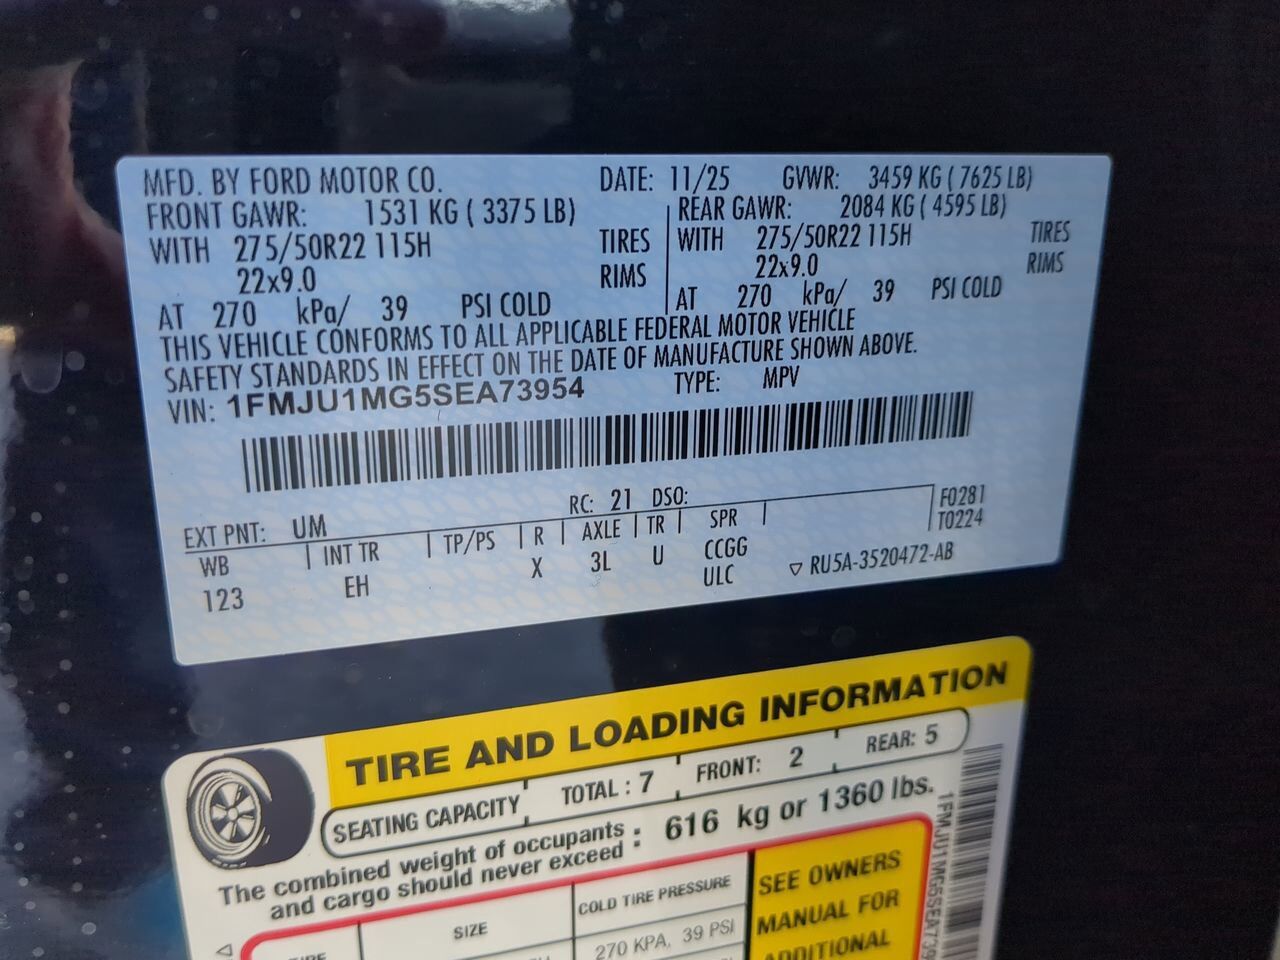 MFD. BY FORD MOTOR CO. DATE: 11/25 GVWR: 3459 KG ( 7625 LB)
FRONT GAWR: 1531 KG ( 3375 LB) REAR GAWR: 2084 KG ( 4595 LB)
WITH 275/50R22 115H TIRES WITH 275/50R22 115H TIRES
22x9.0 RIMS 22x9.0 RIMS
AT 270 kPa/ 39 PSI COLD AT 270 kPa/ 39 PSI COLD
THIS VEHICLE CONFORMS TO ALL APPLICABLE FEDERAL MOTOR VEHICLE
SAFETY STANDARDS IN EFFECT ON THE DATE OF MANUFACTURE SHOWN ABOVE.
VIN: 1FMJU1MG5SEA73954 TYPE: MPV
EXT PNT: UM RC: 21 DSO: F0281
WB INT TR TP/PS R AXLE TR SPR T0224
123 EH X 3L U CCGG
ULC ▽ RU5A-3520472-AB
TIRE AND LOADING INFORMATION
SEATING CAPACITY TOTAL : 7 FRONT: 2 REAR: 5
The combined weight of occupants and cargo should never exceed : 616 kg or 1360 lbs.
SIZE COLD TIRE PRESSURE
270 KPA, 39 PSI
SEE OWNERS
MANUAL FOR
ADDITIONAL
1FMJU1MG5SEA739